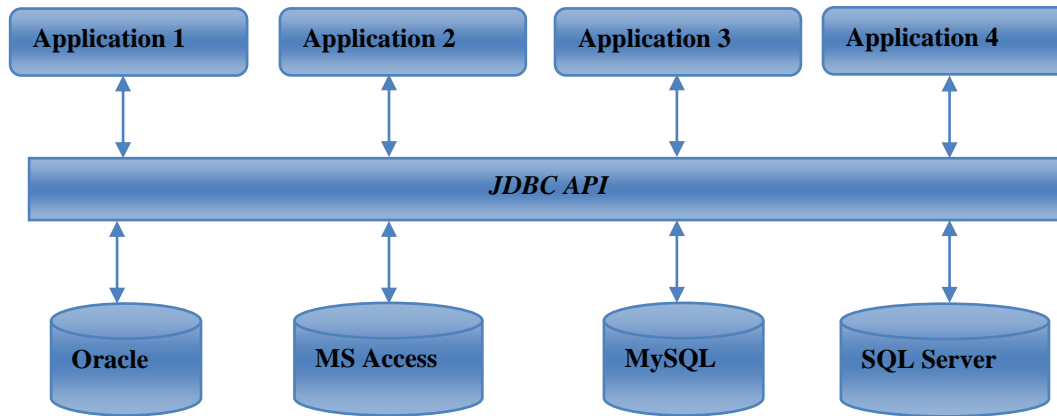 Application 1
Application 2
Application 3
Application 4
JDBC API
Oracle
MS Access
MySQL
SQL Server